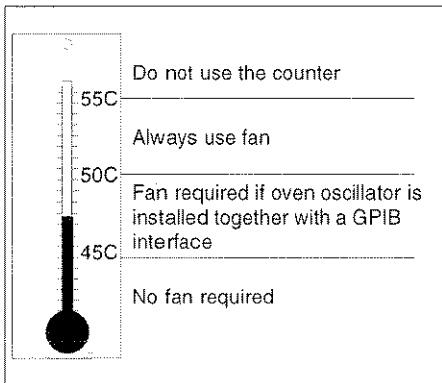 Do not use the counter
55C
Always use fan
50C
Fan required if oven oscillator is
installed together with a GPIB
interface
45C
No fan required